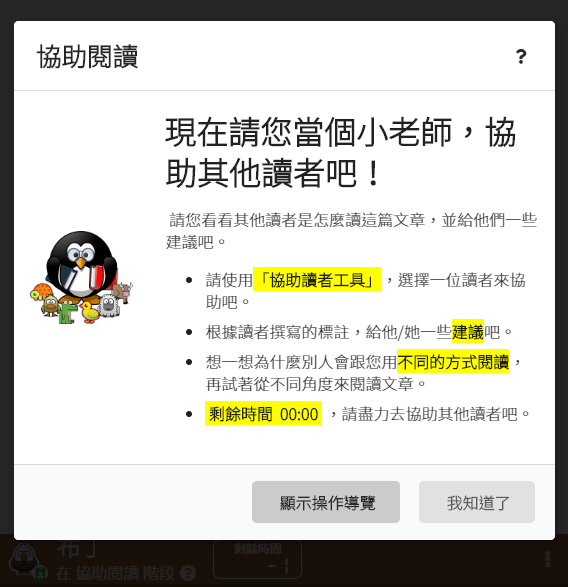 協助閱讀
?
現在請您當個小老師，協
助其他讀者吧！
請您看看其他讀者是怎麼讀這篇文章，並給他們一些
建議吧。
請使用「協助讀者工具」，選擇一位讀者來協
助吧。
根據讀者撰寫的標註，給他/她一些建議吧。
想一想為什麼別人會跟您用不同的方式閱讀，
再試著從不同角度來閱讀文章。
剩餘時間 00:00 ，請盡力去協助其他讀者吧。
顯示操作導覽
我知道了
布丁
剩餘時間
-1
在 協助閱讀 階段 ?